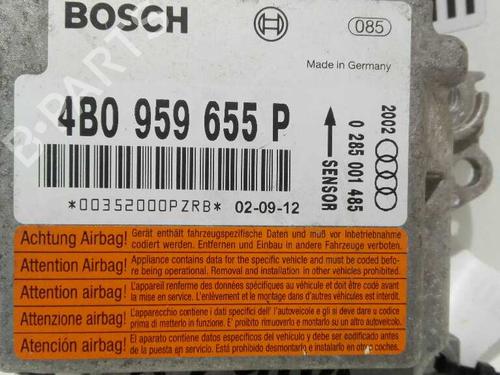 BOSCH
085
Made in Germany
4B0 959 655 P
*00352000PZRB* 02-09-12
SENSOR
0 285 001 485
2002
Achtung Airbag! Gerät enthält fahrzeugspezifische Daten und muß vor Inbetriebnahme
codiert werden. Entfernen und Einbau in andere Fahrzeuge verboten.
Attention Airbag! Appliance contains data for the specific vehicle and must be coded before
being operational. Removal and installation in other vehicles prohibited.
Attention airbag! L'appareil renferme des données spécifiques au véhicule et doit être codé avant
la mise en service. L'enlèvement et le montage dans d'autres véhicules est interdit.
Attenzione airbag! L'apparecchio contiene dati specifici dell' autoveicolo e gli si deve dare u codice
prima di metterlo in funzione. E' proibito rimuoverlo e montarlo su altro autoveicolo.
Atención airbag! El aparato contiene datos específicos del vehículo y debe ser codificado antes
de la puesta en servicio. Está prohibido desmontarlo e instalarlo en otros coches.
B-PARTS